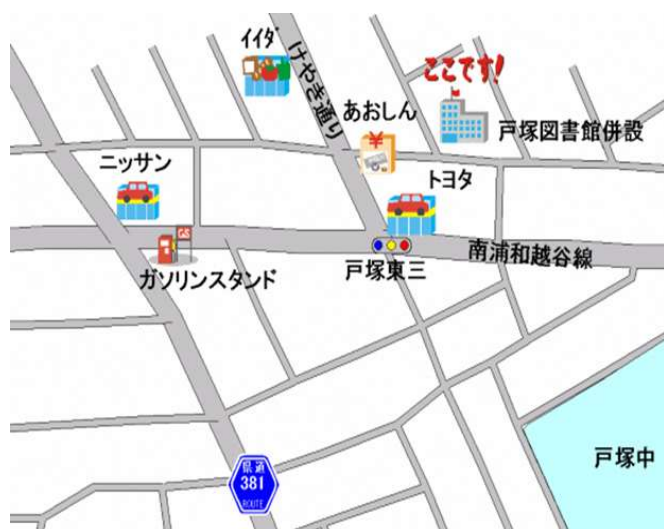 イイダ
けやき通り
ここです!
あおしん
¥
戸塚図書館併設
ニッサン
トヨタ
GS
南浦和越谷線
ガソリンスタンド
戸塚東三
戸塚中
県道
381
ROUTE